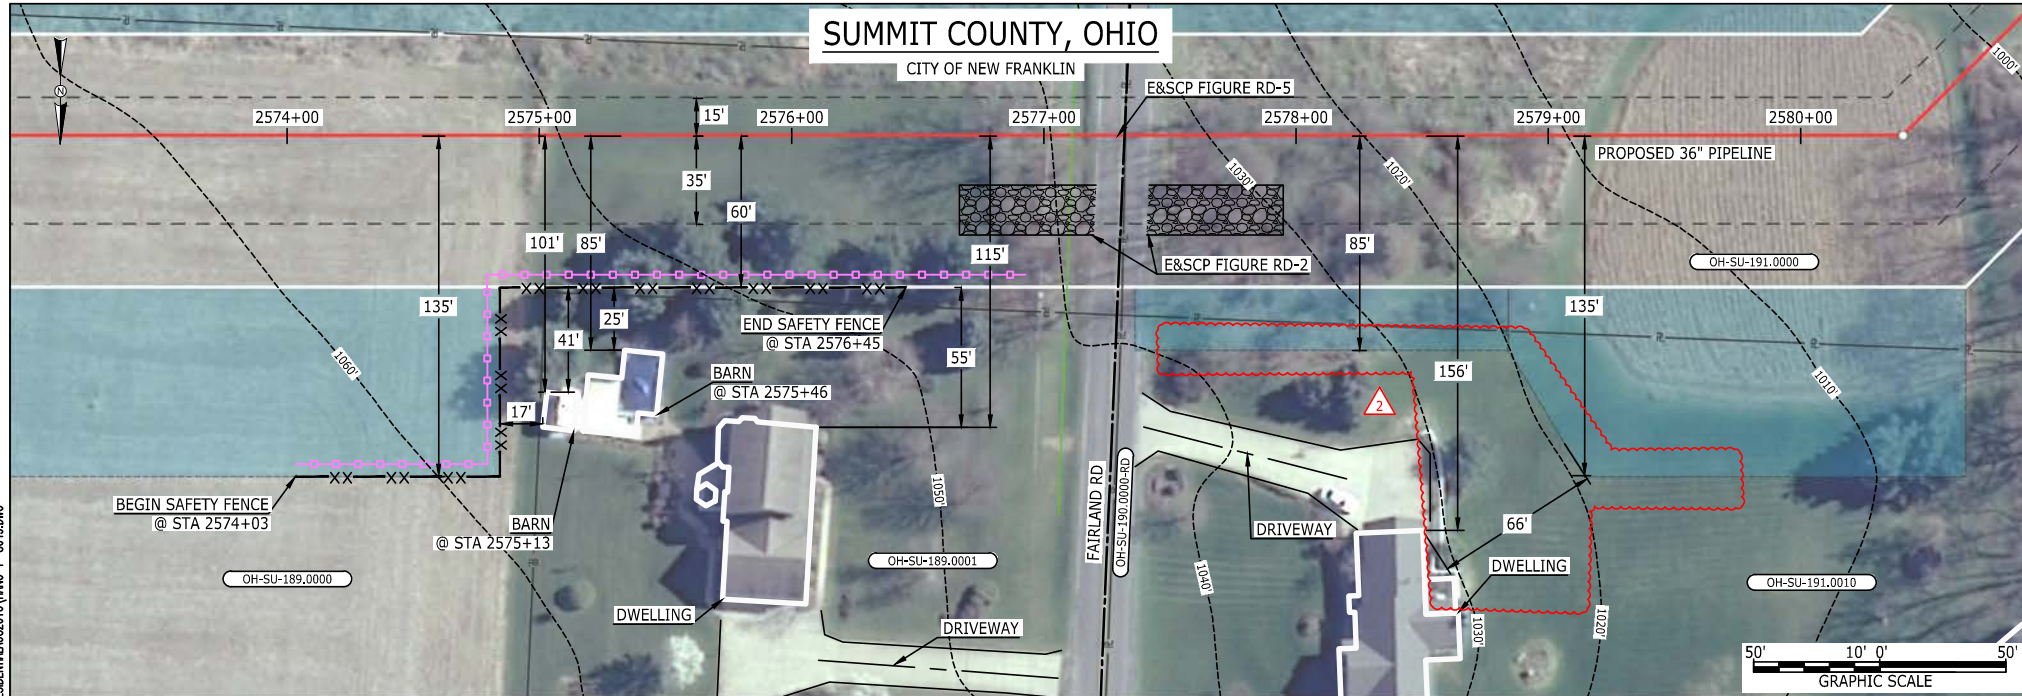 SUMMIT COUNTY, OHIO
CITY OF NEW FRANKLIN
N
E&SCP FIGURE RD-5
1000'
2574+00
2575+00
15'
2576+00
2577+00
2578+00
2579+00
2580+00
PROPOSED 36" PIPELINE
35'
60'
1030'
1020'
101'
85'
115'
85'
E&SCP FIGURE RD-2
OH-SU-191.0000
135'
25'
41'
END SAFETY FENCE
@ STA 2576+45
55'
135'
1060'
BARN
@ STA 2575+46
156'
2
1010'
17'
BEGIN SAFETY FENCE
@ STA 2574+03
BARN
@ STA 2575+13
1050'
FAIRLAND RD
OH-SU-190.0000-RD
DRIVEWAY
66'
OH-SU-189.0000
OH-SU-189.0001
1040'
DWELLING
OH-SU-191.0010
DWELLING
DRIVEWAY
1030'
1020'
50'
10'
0'
50'
GRAPHIC SCALE